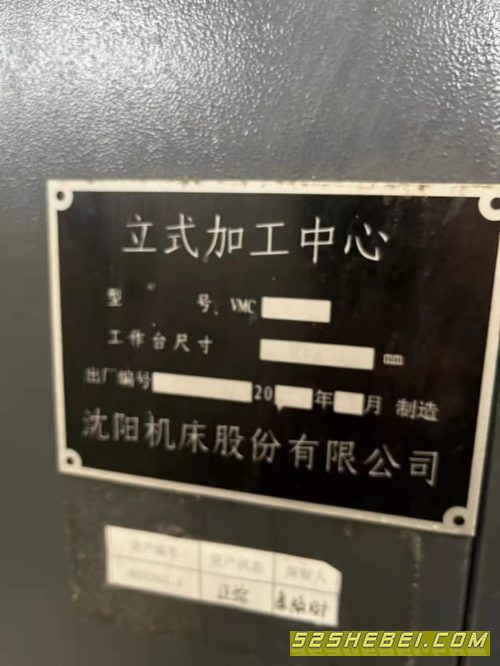 立式加工中心
型 号 VMC
工作台尺寸 mm
出厂编号 20 年 月 制造
沈阳机床股份有限公司
资产编号 资产状态 保管人
正常
52SHEBEI.COM